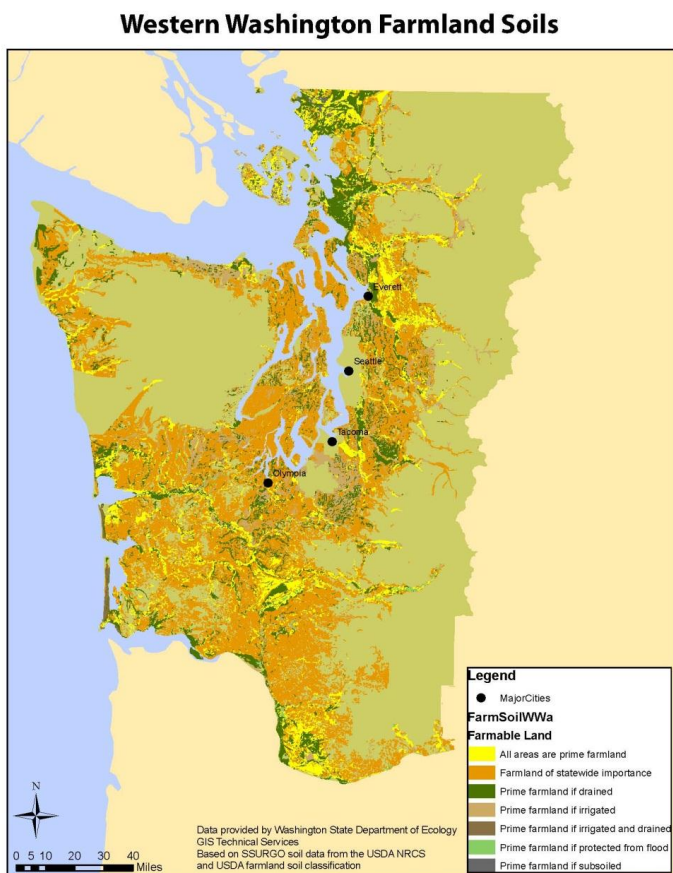 Western Washington Farmland Soils
Everett
Seattle
Tacoma
Olympia
Legend
MajorCities
FarmSoilWWa
Farmable Land
All areas are prime farmland
Farmland of statewide importance
Prime farmland if drained
Prime farmland if irrigated
Prime farmland if irrigated and drained
Prime farmland if protected from flood
Prime farmland if subsoiled
N
Data provided by Washington State Department of Ecology
GIS Technical Services
Based on SSURGO soil data from the USDA NRCS
and USDA farmland soil classification
0 5 10 20 30 40
Miles